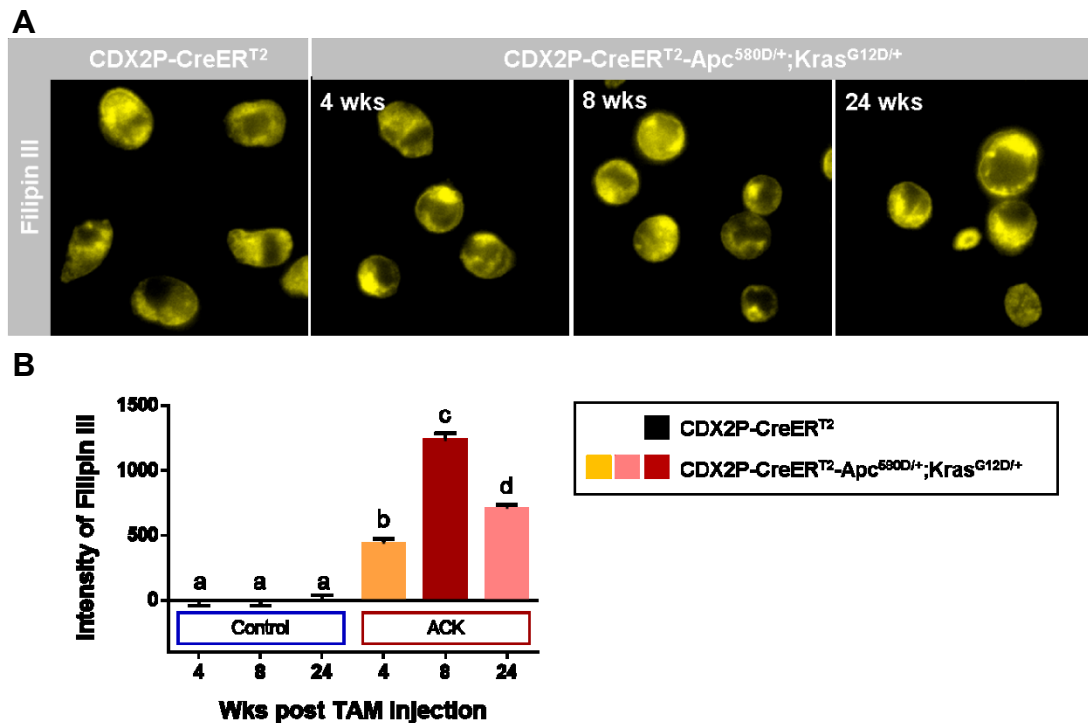 A
CDX2P-CreER^T2
CDX2P-CreER^T2-Apc^580D/+;Kras^G12D/+
Filipin III
4 wks
8 wks
24 wks
B
Intensity of Filipin III
1500
1000
500
0
a a a b c d
Control ACK
4 8 24 4 8 24
Wks post TAM injection
CDX2P-CreER^T2
CDX2P-CreER^T2-Apc^580D/+;Kras^G12D/+